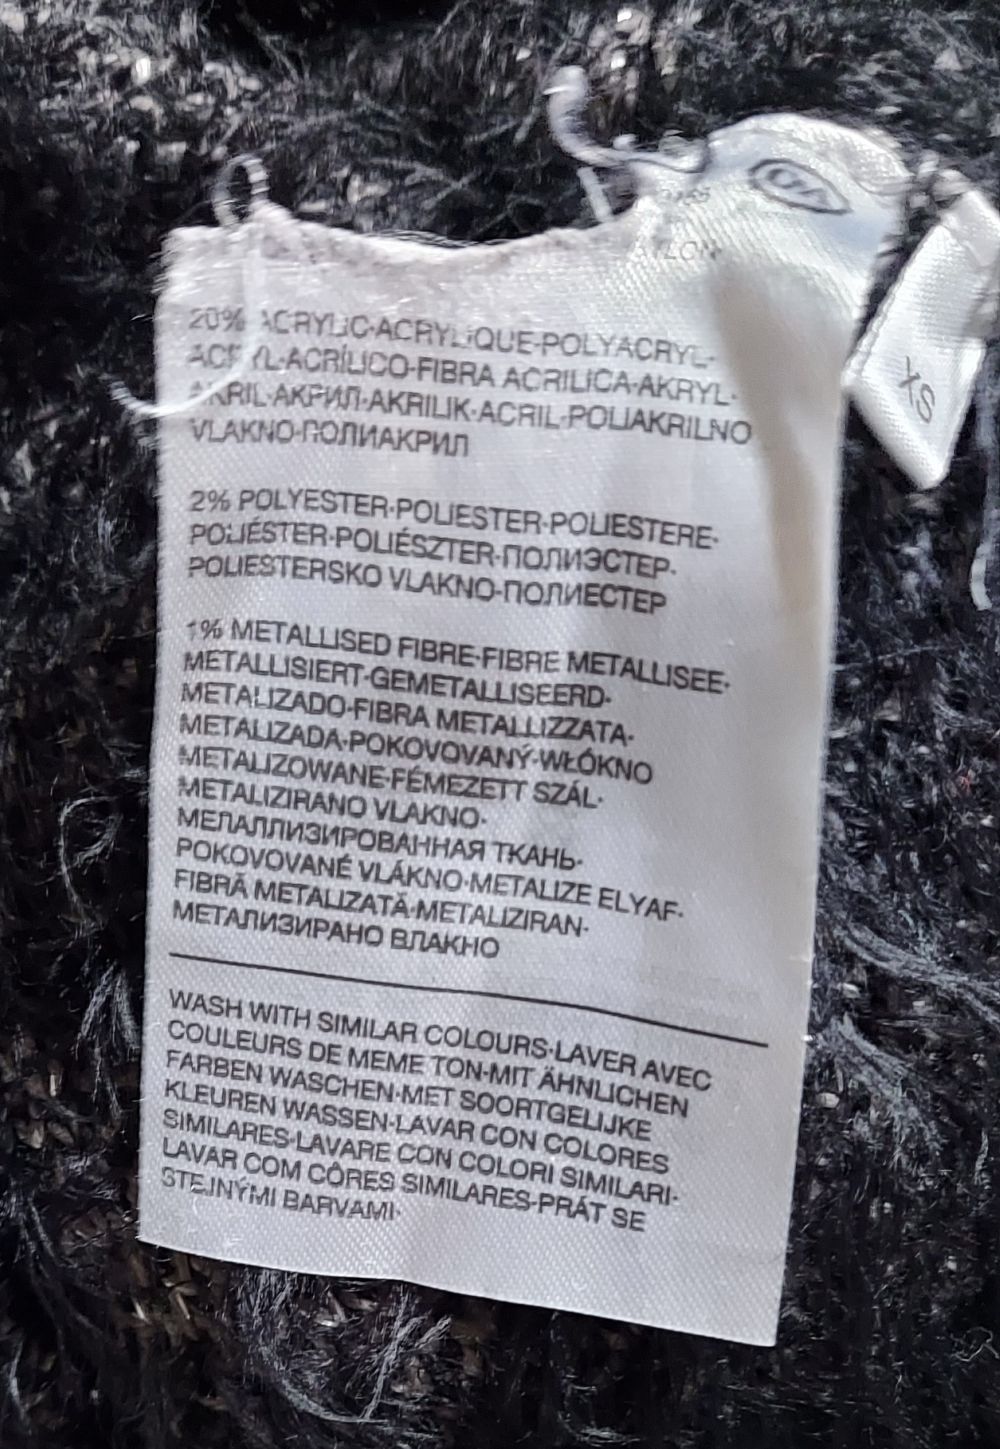 C&A
XS
20% ACRYLIC·ACRYLIQUE·POLYACRYL·
ACRYL·ACRÍLICO·FIBRA ACRILICA·AKRYL·
AKRIL·АКРИЛ·AKRILIK·ACRIL·POLIAKRILNO
VLAKNO·ПОЛИАКРИЛ
2% POLYESTER·POLIESTER·POLIESTERE·
POLIÉSTER·POLIÉSZTER·ПОЛИЭСТЕР·
POLIESTERSKO VLAKNO·ПОЛИЕСТЕР
1% METALLISED FIBRE·FIBRE METALLISEE·
METALLISIERT·GEMETALLISEERD·
METALIZADO·FIBRA METALLIZZATA·
METALIZADA·POKOVOVANÝ·WŁÓKNO
METALIZOWANE·FÉMEZETT SZÁL·
METALIZIRANO VLAKNO·
МЕПАЛЛИЗИРОВАННАЯ ТКАНЬ·
POKOVOVANÉ VLÁKNO·METALIZE ELYAF·
FIBRĂ METALIZATĂ·METALIZIRAN·
МЕТАЛИЗИРАНО ВЛАКНО
WASH WITH SIMILAR COLOURS·LAVER AVEC
COULEURS DE MEME TON·MIT ÄHNLICHEN
FARBEN WASCHEN·MET SOORTGELIJKE
KLEUREN WASSEN·LAVAR CON COLORES
SIMILARES·LAVARE CON COLORI SIMILARI·
LAVAR COM CÔRES SIMILARES·PRÁT SE
STEJNÝMI BARVAMI·